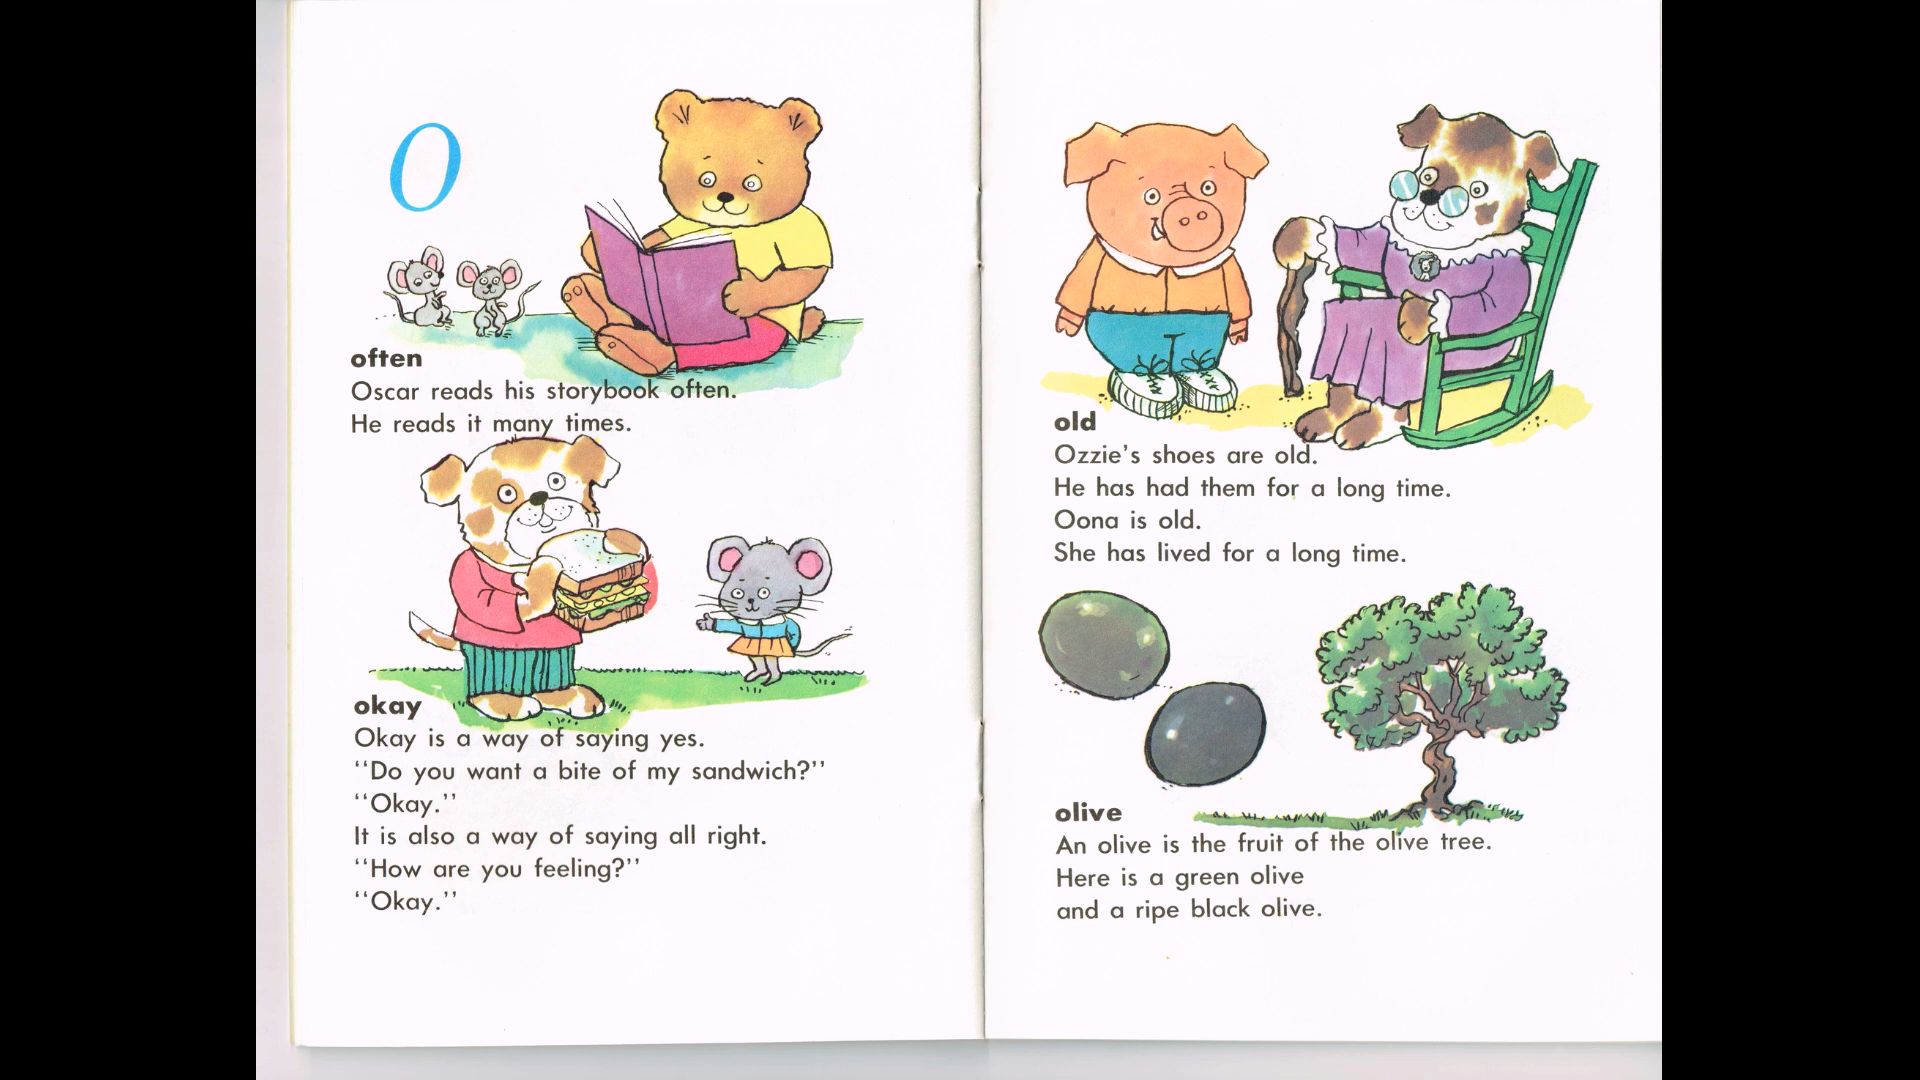 O
often
Oscar reads his storybook often.
He reads it many times.
okay
Okay is a way of saying yes.
‘‘Do you want a bite of my sandwich?’’
‘‘Okay.’’
It is also a way of saying all right.
‘‘How are you feeling?’’
‘‘Okay.’’
old
Ozzie's shoes are old.
He has had them for a long time.
Oona is old.
She has lived for a long time.
olive
An olive is the fruit of the olive tree.
Here is a green olive
and a ripe black olive.